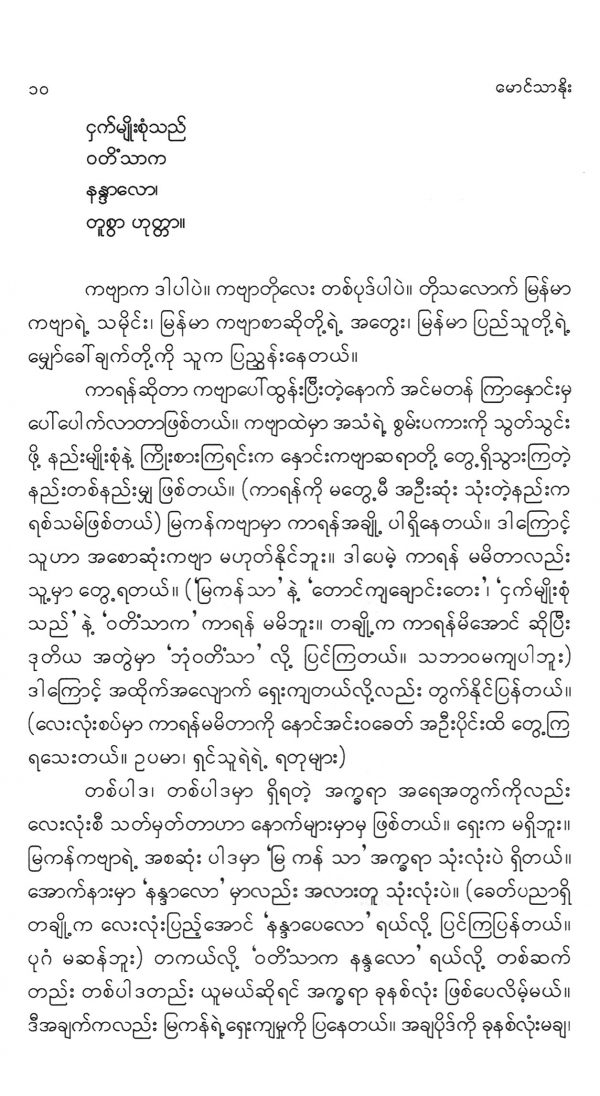 ၁၀ မောင်သာနိုး
ငှက်မျိုးစုံသည်
ဝတိံသာက
နန္ဒာလော၊
တူစွာ ဟုတ္တာ။
ကဗျာက ဒါပါပဲ။ ကဗျာတိုလေး တစ်ပုဒ်ပါပဲ။ တိုသလောက် မြန်မာ
ကဗျာရဲ့ သမိုင်း၊ မြန်မာ ကဗျာစာဆိုတို့ရဲ့ အတွေး၊ မြန်မာ ပြည်သူတို့ရဲ့
မျှော်ခေါ်ချက်တို့ကို သူက ပြညွှန်းနေတယ်။
ကာရန်ဆိုတာ ကဗျာပေါ်ထွန်းပြီးတဲ့နောက် အင်မတန် ကြာနှောင်းမှ
ပေါ်ပေါက်လာတာဖြစ်တယ်။ ကဗျာထဲမှာ အသံရဲ့ စွမ်းပကားကို သွတ်သွင်း
ဖို့ နည်းမျိုးစုံနဲ့ ကြိုးစားကြရင်းက နှောင်းကဗျာဆရာတို့ တွေ့ရှိသွားကြတဲ့
နည်းတစ်နည်းမျှ ဖြစ်တယ်။ (ကာရန်ကို မတွေ့မီ အဦးဆုံး သုံးတဲ့နည်းက
ရစ်သမ်ဖြစ်တယ်) မြကန်ကဗျာမှာ ကာရန်အချို့ ပါရှိနေတယ်။ ဒါကြောင့်
သူဟာ အစောဆုံးကဗျာ မဟုတ်နိုင်ဘူး။ ဒါပေမဲ့ ကာရန် မမိတာလည်း
သူ့မှာ တွေ့ရတယ်။ (‘မြကန်သာ’ နဲ့ ‘တောင်ကျချောင်းတေး’၊ ‘ငှက်မျိုးစုံ
သည်’ နဲ့ ‘ဝတိံသာက’ ကာရန် မမိဘူး။ တချို့က ကာရန်မိအောင် ဆိုပြီး
ဒုတိယ အတွဲမှာ ‘ဘုံဝတိံသာ’ လို့ ပြင်ကြတယ်။ သဘာဝမကျပါဘူး)
ဒါကြောင့် အထိုက်အလျောက် ရှေးကျတယ်လို့လည်း တွက်နိုင်ပြန်တယ်။
(လေးလုံးစပ်မှာ ကာရန်မမိတာကို နောင်အင်းဝခေတ် အဦးပိုင်းထိ တွေ့ကြ
ရသေးတယ်။ ဥပမာ၊ ရှင်သူရဲရဲ့ ရတုများ)
တစ်ပါဒ၊ တစ်ပါဒမှာ ရှိရတဲ့ အက္ခရာ အရေအတွက်ကိုလည်း
လေးလုံးစီ သတ်မှတ်တာဟာ နောက်များမှာမှ ဖြစ်တယ်။ ရှေးက မရှိဘူး။
မြကန်ကဗျာရဲ့ အစဆုံး ပါဒမှာ ‘မြ ကန် သာ’ အက္ခရာ သုံးလုံးပဲ ရှိတယ်။
အောက်နားမှာ ‘နန္ဒာလော’ မှာလည်း အလားတူ သုံးလုံးပဲ။ (ခေတ်ပညာရှိ
တချို့က လေးလုံးပြည့်အောင် ‘နန္ဒာပေလော’ ရယ်လို့ ပြင်ကြပြန်တယ်။
ပုဂံ မဆန်ဘူး) တကယ်လို့ ‘ဝတိံသာက နန္ဒလော’ ရယ်လို့ တစ်ဆက်
တည်း တစ်ပါဒတည်း ယူမယ်ဆိုရင် အက္ခရာ ခုနစ်လုံး ဖြစ်ပေလိမ့်မယ်။
ဒီအချက်ကလည်း မြကန်ရဲ့ရှေးကျမှုကို ပြနေတယ်။ အချပိုဒ်ကို ခုနစ်လုံးမချ၊